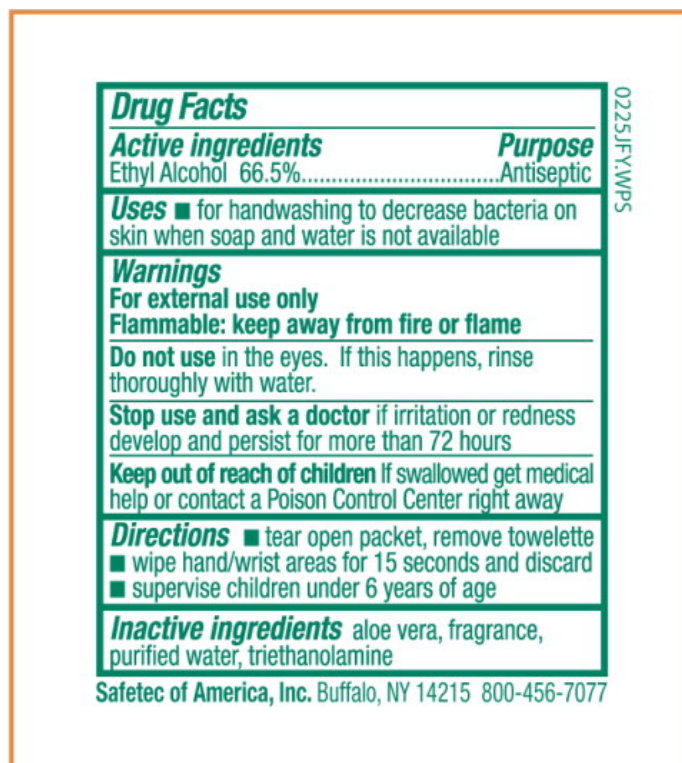 Drug Facts
Active ingredients Purpose
Ethyl Alcohol 66.5%.................................Antiseptic
Uses ■ for handwashing to decrease bacteria on
skin when soap and water is not available
Warnings
For external use only
Flammable: keep away from fire or flame
Do not use in the eyes. If this happens, rinse
thoroughly with water.
Stop use and ask a doctor if irritation or redness
develop and persist for more than 72 hours
Keep out of reach of children If swallowed get medical
help or contact a Poison Control Center right away
Directions ■ tear open packet, remove towelette
■ wipe hand/wrist areas for 15 seconds and discard
■ supervise children under 6 years of age
Inactive ingredients aloe vera, fragrance,
purified water, triethanolamine
Safetec of America, Inc. Buffalo, NY 14215 800-456-7077
0225JFY.WPS